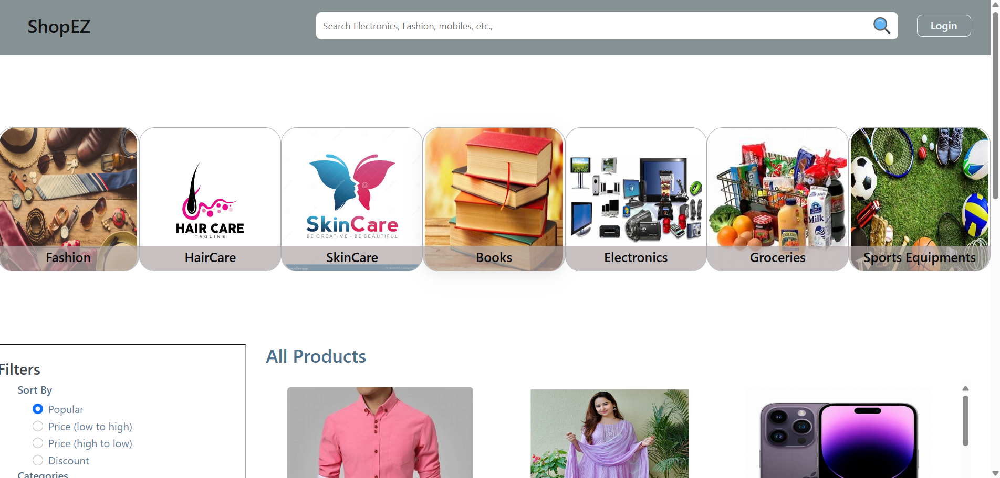 ShopEZ
Search Electronics, Fashion, mobiles, etc.,
Login
HAIR CARE
TAGLINE
SkinCare
BE CREATIVE - BE BEAUTIFUL
HD
Milk
Fashion
HairCare
SkinCare
Books
Electronics
Groceries
Sports Equipments
All Products
Filters
Sort By
Popular
Price (low to high)
Price (high to low)
Discount
Categories